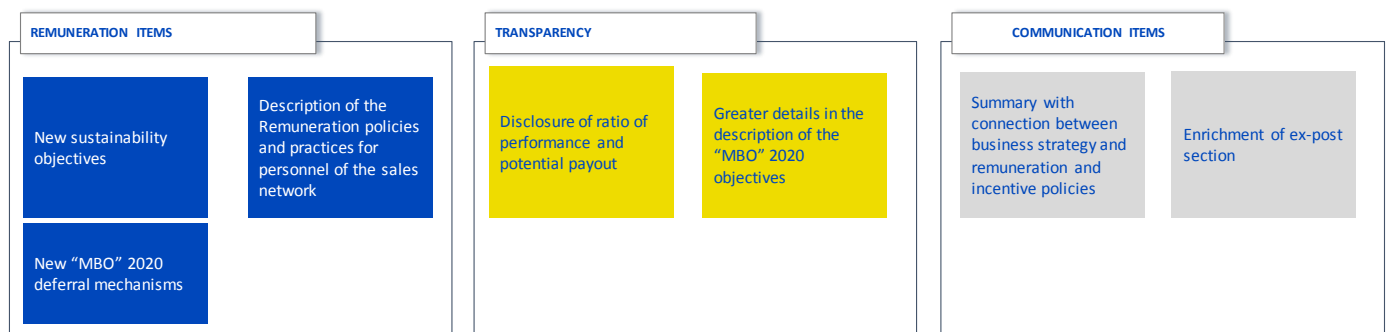 REMUNERATION ITEMS
New sustainability
objectives
Description of the
Remuneration policies
and practices for
personnel of the sales
network
New “MBO” 2020
deferral mechanisms
TRANSPARENCY
Disclosure of ratio of
performance and
potential payout
Greater details in the
description of the
“MBO” 2020
objectives
COMMUNICATION ITEMS
Summary with
connection between
business strategy and
remuneration and
incentive policies
Enrichment of ex-post
section